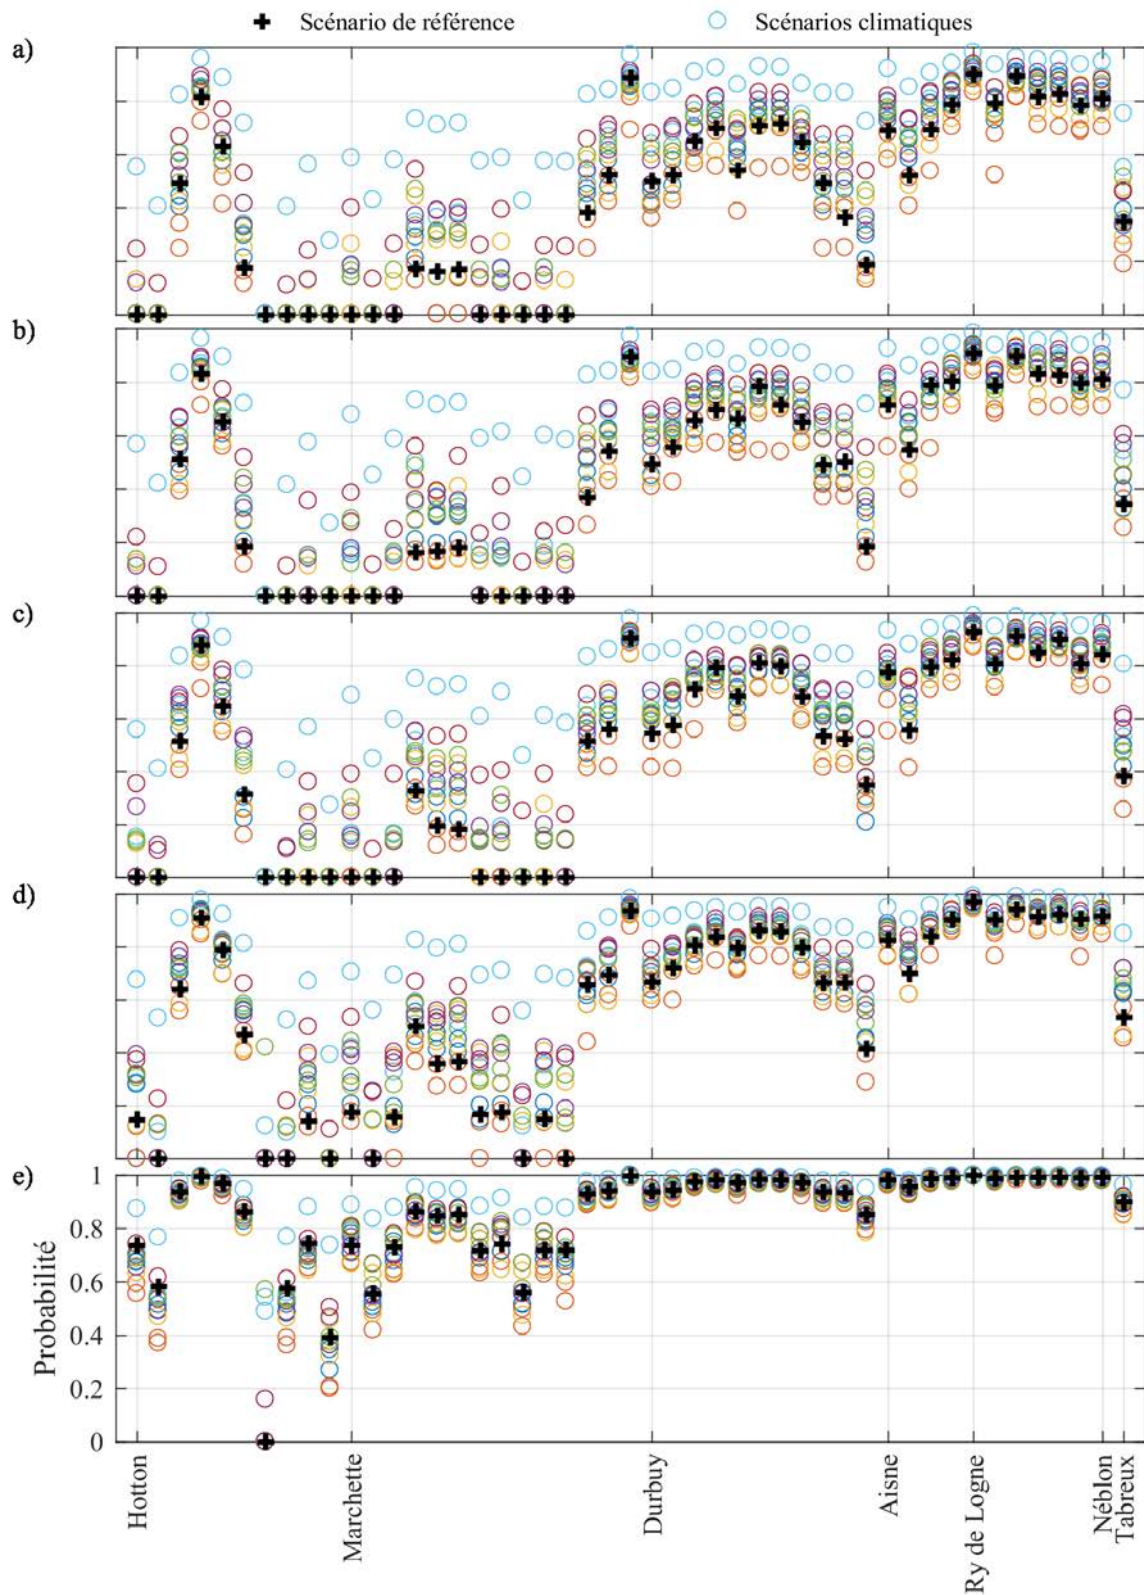 Scénario de référence
Scénarios climatiques
a)
b)
c)
d)
e)
1
0.8
0.6
0.4
0.2
0
Probabilité
Hotton
Marchette
Durbuy
Aisne
Ry de Logne
Néblon
Tabreux